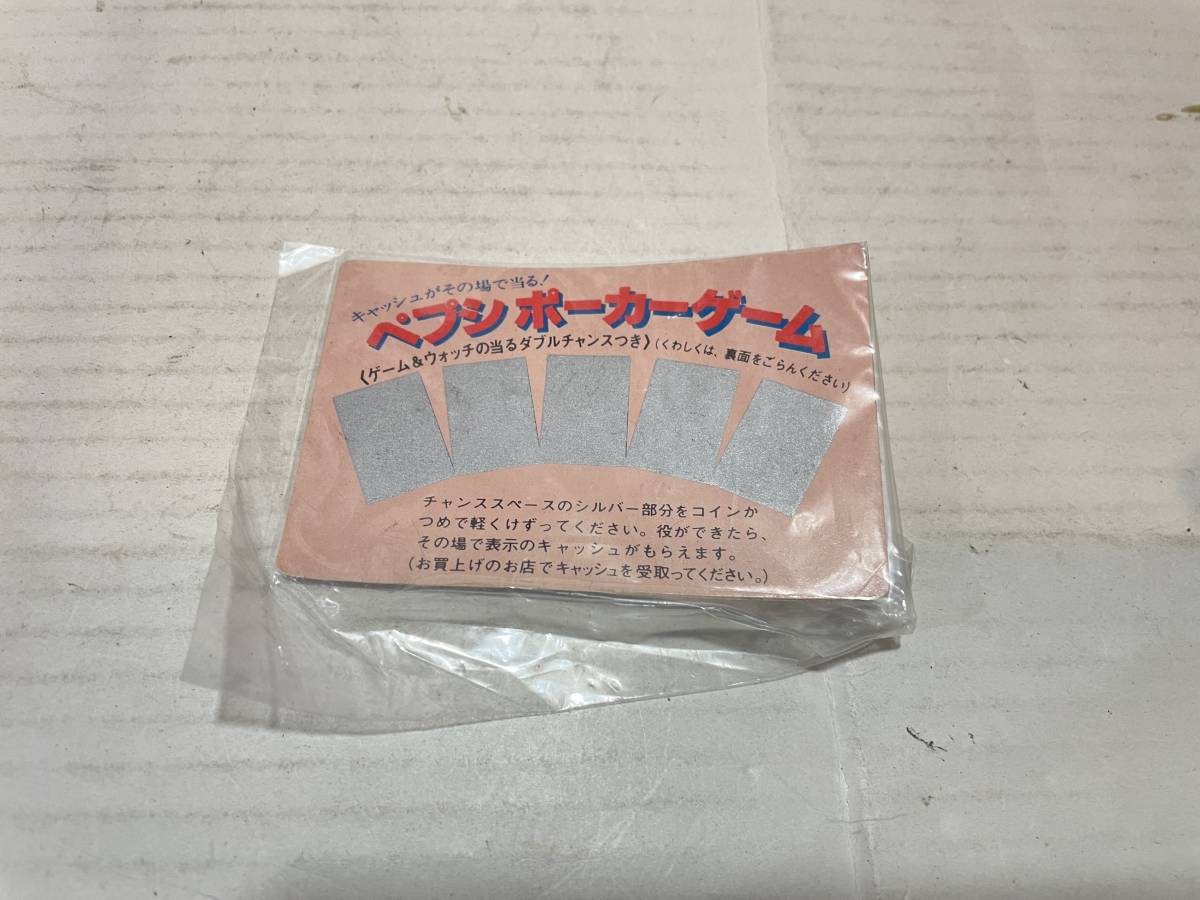 キャッシュがその場で当る!
ペプシ ポーカーゲーム
〈ゲーム&ウォッチの当るダブルチャンスつき〉(くわしくは、裏面をごらんください)
チャンススペースのシルバー部分をコインか
つめで軽くけずってください。役ができたら、
その場で表示のキャッシュがもらえます。
(お買上げのお店でキャッシュを受取ってください。)